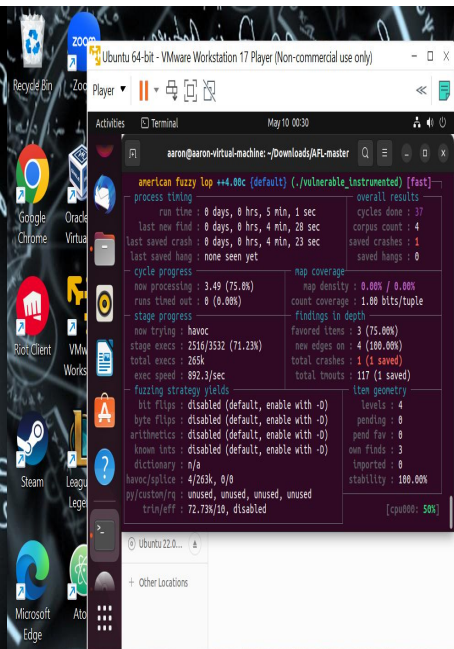 zoom
Ubuntu 64-bit - VMware Workstation 17 Player (Non-commercial use only)
Recycle Bin
Zoo
Player
Activities
Terminal
May 10 00:30
aaron@aaron-virtual-machine: ~/Downloads/AFL-master
american fuzzy lop ++4.00c {default} (./vulnerable_instrumented) [fast]
process timing
overall results
run time : 0 days, 0 hrs, 5 min, 1 sec
cycles done : 37
last new find : 0 days, 0 hrs, 4 min, 28 sec
corpus count : 4
last saved crash : 0 days, 0 hrs, 4 min, 23 sec
saved crashes : 1
last saved hang : none seen yet
saved hangs : 0
cycle progress
map coverage
now processing : 3.49 (75.0%)
map density : 0.00% / 0.00%
runs timed out : 0 (0.00%)
count coverage : 1.00 bits/tuple
stage progress
findings in depth
now trying : havoc
favored items : 3 (75.00%)
stage execs : 2516/3532 (71.23%)
new edges on : 4 (100.00%)
total execs : 265k
total crashes : 1 (1 saved)
exec speed : 892.3/sec
total tmouts : 117 (1 saved)
fuzzing strategy yields
item geometry
bit flips : disabled (default, enable with -D)
levels : 4
byte flips : disabled (default, enable with -D)
pending : 0
arithmetics : disabled (default, enable with -D)
pend fav : 0
known ints : disabled (default, enable with -D)
own finds : 3
dictionary : n/a
imported : 0
havoc/splice : 4/263k, 0/0
stability : 100.00%
py/custom/rq : unused, unused, unused, unused
trim/eff : 72.73%/10, disabled
[cpu000: 50%]
Google Chrome
Oracle
Virtua
Riot Client
VMw
Works
Steam
Leagu
Lege
Microsoft Edge
Ato
Ubuntu 22.0...
+ Other Locations